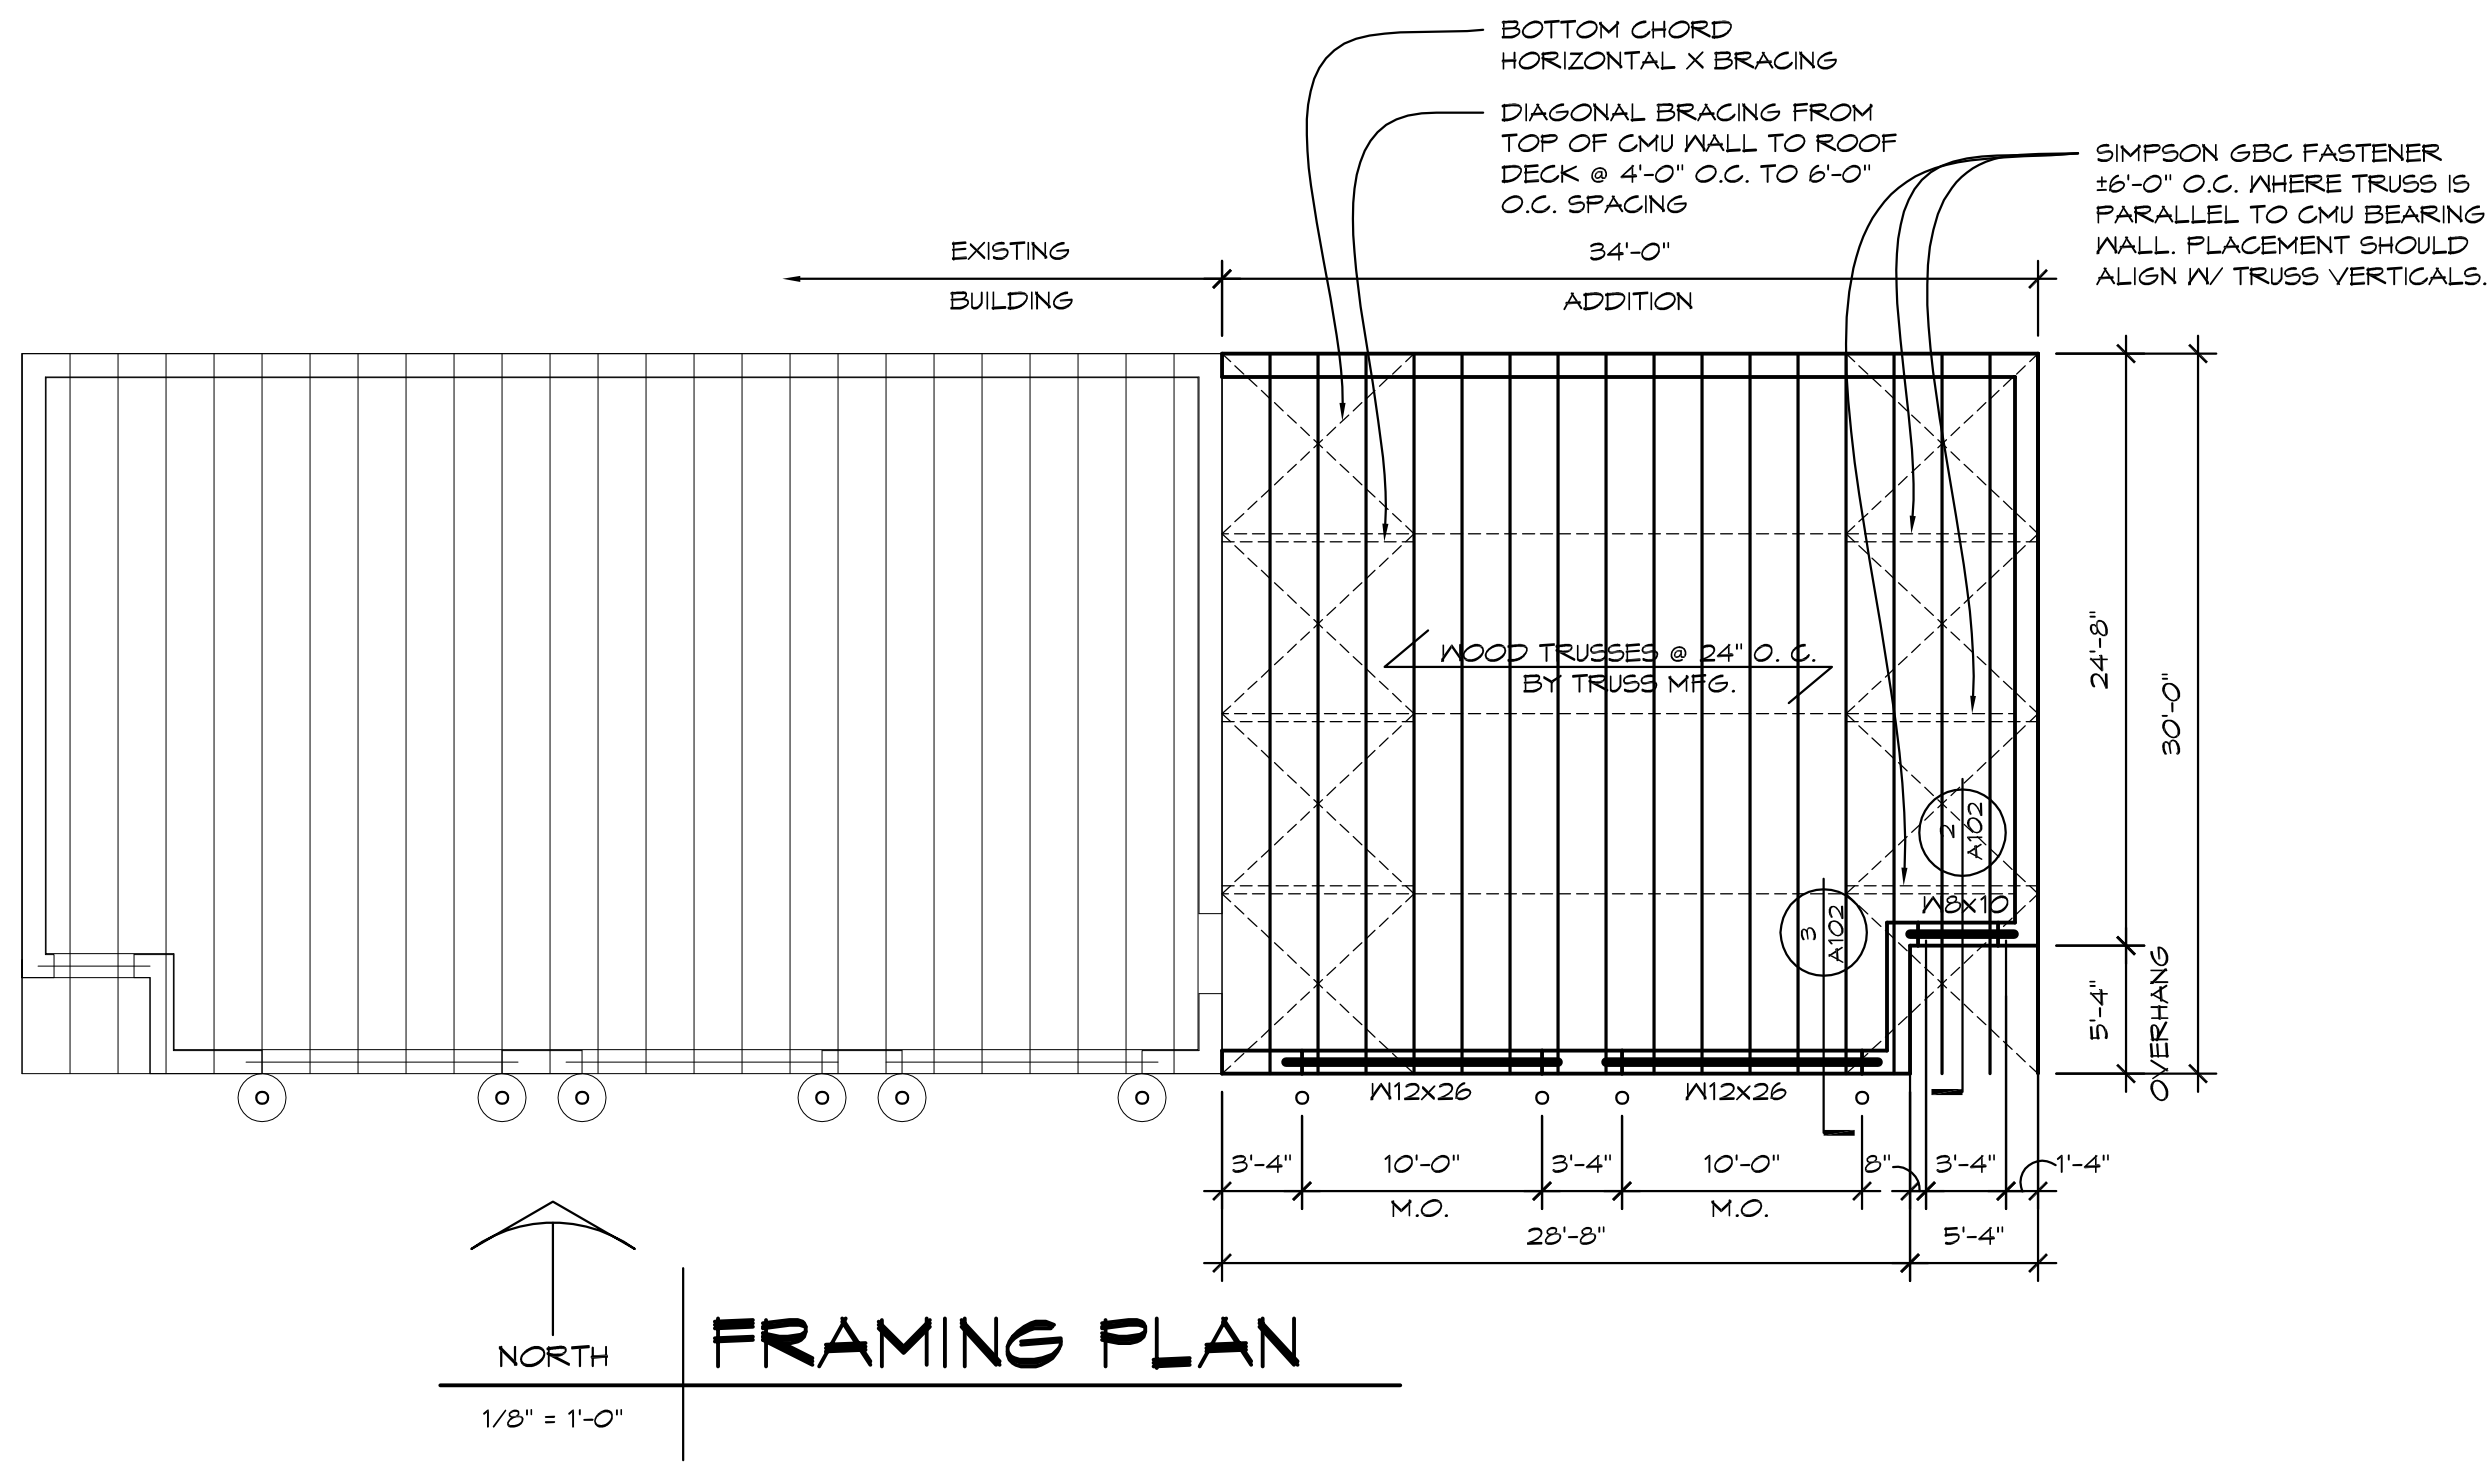 BOTTOM CHORD
HORIZONTAL X BRACING
DIAGONAL BRACING FROM
TOP OF CMU WALL TO ROOF
DECK @ 4'-0" O.C. TO 6'-0"
O.C. SPACING
SIMPSON GBC FASTENER
±6'-0" O.C. WHERE TRUSS IS
PARALLEL TO CMU BEARING
WALL. PLACEMENT SHOULD
ALIGN W/ TRUSS VERTICALS.
EXISTING
BUILDING
34'-0"
ADDITION
WOOD TRUSSES @ 24" O. C.
BY TRUSS MFG.
24'-8"
30'-0"
2
A102
3
A102
W8x10
5'-4"
OVERHANG
W12x26
W12x26
3'-4"
10'-0"
3'-4"
10'-0"
8"
3'-4"
1'-4"
M.O.
M.O.
28'-8"
5'-4"
NORTH
FRAMING PLAN
1/8" = 1'-0"